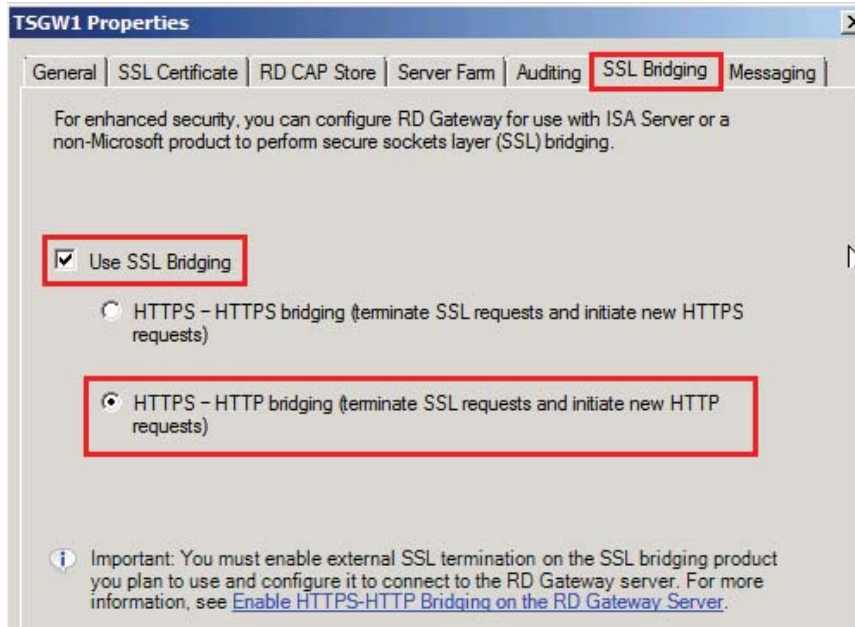 TSGW1 Properties
General SSL Certificate RD CAP Store Server Farm Auditing SSL Bridging Messaging
For enhanced security, you can configure RD Gateway for use with ISA Server or a
non-Microsoft product to perform secure sockets layer (SSL) bridging.
Use SSL Bridging
HTTPS – HTTPS bridging (terminate SSL requests and initiate new HTTPS
requests)
HTTPS – HTTP bridging (terminate SSL requests and initiate new HTTP
requests)
Important: You must enable external SSL termination on the SSL bridging product
you plan to use and configure it to connect to the RD Gateway server. For more
information, see Enable HTTPS-HTTP Bridging on the RD Gateway Server.